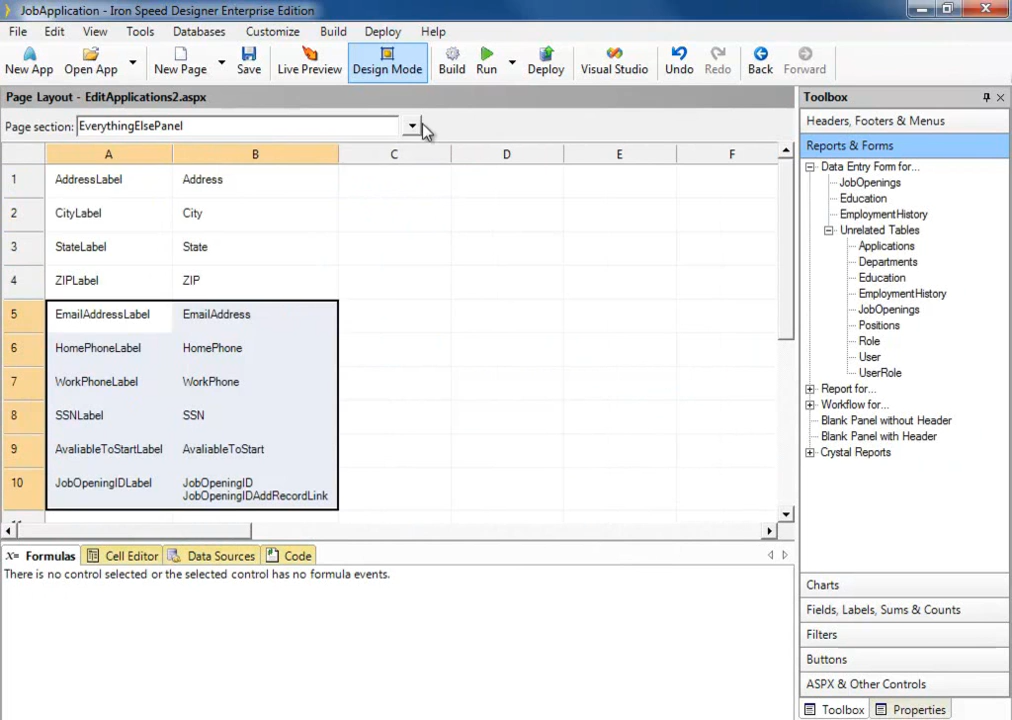 JobApplication - Iron Speed Designer Enterprise Edition
File Edit View Tools Databases Customize Build Deploy Help
New App Open App New Page Save Live Preview Design Mode Build Run Deploy Visual Studio Undo Redo Back Forward
Page Layout - EditApplications2.aspx
Page section: EverythingElsePanel
A B C D E F
1 AddressLabel Address
2 CityLabel City
3 StateLabel State
4 ZIPLabel ZIP
5 EmailAddressLabel EmailAddress
6 HomePhoneLabel HomePhone
7 WorkPhoneLabel WorkPhone
8 SSNLabel SSN
9 AvaliableToStartLabel AvaliableToStart
10 JobOpeningIDLabel JobOpeningID
JobOpeningIDAddRecordLink
X= Formulas Cell Editor Data Sources Code
There is no control selected or the selected control has no formula events.
Toolbox
Headers, Footers & Menus
Reports & Forms
Data Entry Form for...
JobOpenings
Education
EmploymentHistory
Unrelated Tables
Applications
Departments
Education
EmploymentHistory
JobOpenings
Positions
Role
User
UserRole
Report for...
Workflow for...
Blank Panel without Header
Blank Panel with Header
Crystal Reports
Charts
Fields, Labels, Sums & Counts
Filters
Buttons
ASPX & Other Controls
Toolbox Properties